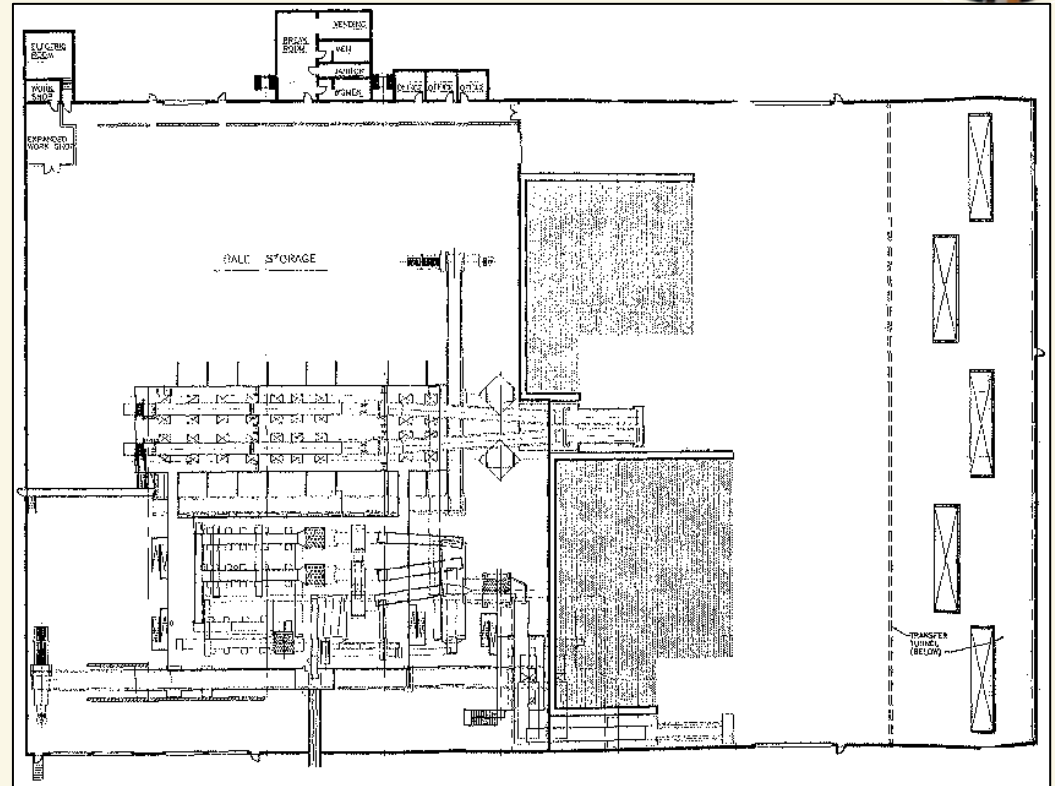 ELECTRIC
ROOM
WORK
SHOP
EXPANDED
WORK SHOP
BREAK
ROOM
VENDING
MEN
JANITOR
WOMEN
OFFICE
OFFICE
OFFICE
BALE STORAGE
TRANSFER
TUNNEL
(BELOW)